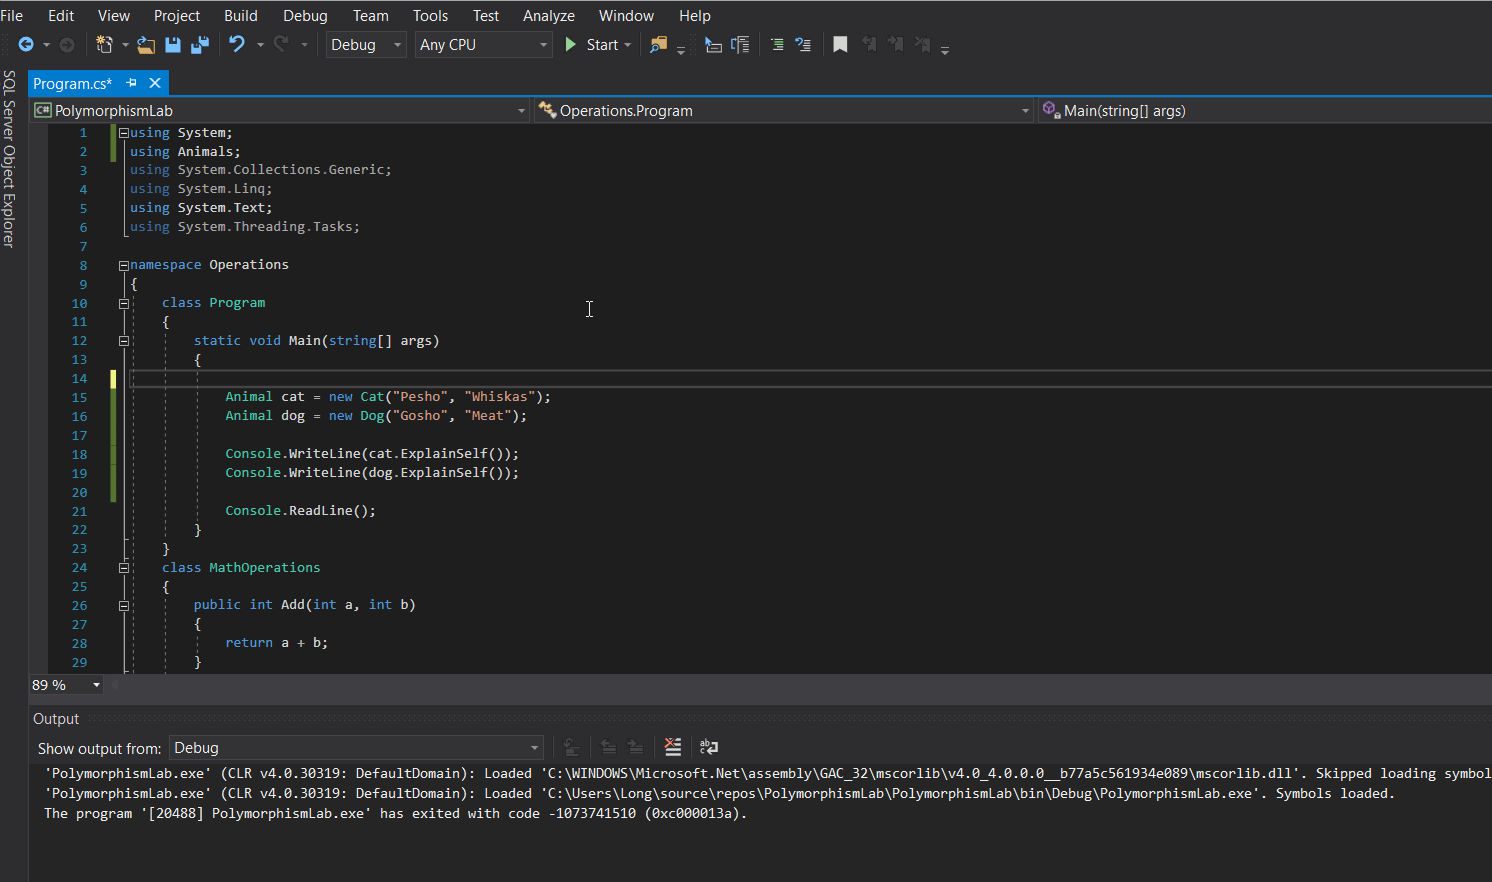 File Edit View Project Build Debug Team Tools Test Analyze Window Help
Debug Any CPU Start
SQL Server Object Explorer
Program.cs*
C# PolymorphismLab Operations.Program Main(string[] args)
1 using System;
2 using Animals;
3 using System.Collections.Generic;
4 using System.Linq;
5 using System.Text;
6 using System.Threading.Tasks;
7
8 namespace Operations
9 {
10 class Program
11 {
12 static void Main(string[] args)
13 {
14
15 Animal cat = new Cat("Pesho", "Whiskas");
16 Animal dog = new Dog("Gosho", "Meat");
17
18 Console.WriteLine(cat.ExplainSelf());
19 Console.WriteLine(dog.ExplainSelf());
20
21 Console.ReadLine();
22 }
23 }
24 class MathOperations
25 {
26 public int Add(int a, int b)
27 {
28 return a + b;
29 }
89 %
Output
Show output from: Debug
'PolymorphismLab.exe' (CLR v4.0.30319: DefaultDomain): Loaded 'C:\WINDOWS\Microsoft.Net\assembly\GAC_32\mscorlib\v4.0_4.0.0.0__b77a5c561934e089\mscorlib.dll'. Skipped loading symbol
'PolymorphismLab.exe' (CLR v4.0.30319: DefaultDomain): Loaded 'C:\Users\Long\source\repos\PolymorphismLab\PolymorphismLab\bin\Debug\PolymorphismLab.exe'. Symbols loaded.
The program '[20488] PolymorphismLab.exe' has exited with code -1073741510 (0xc000013a).